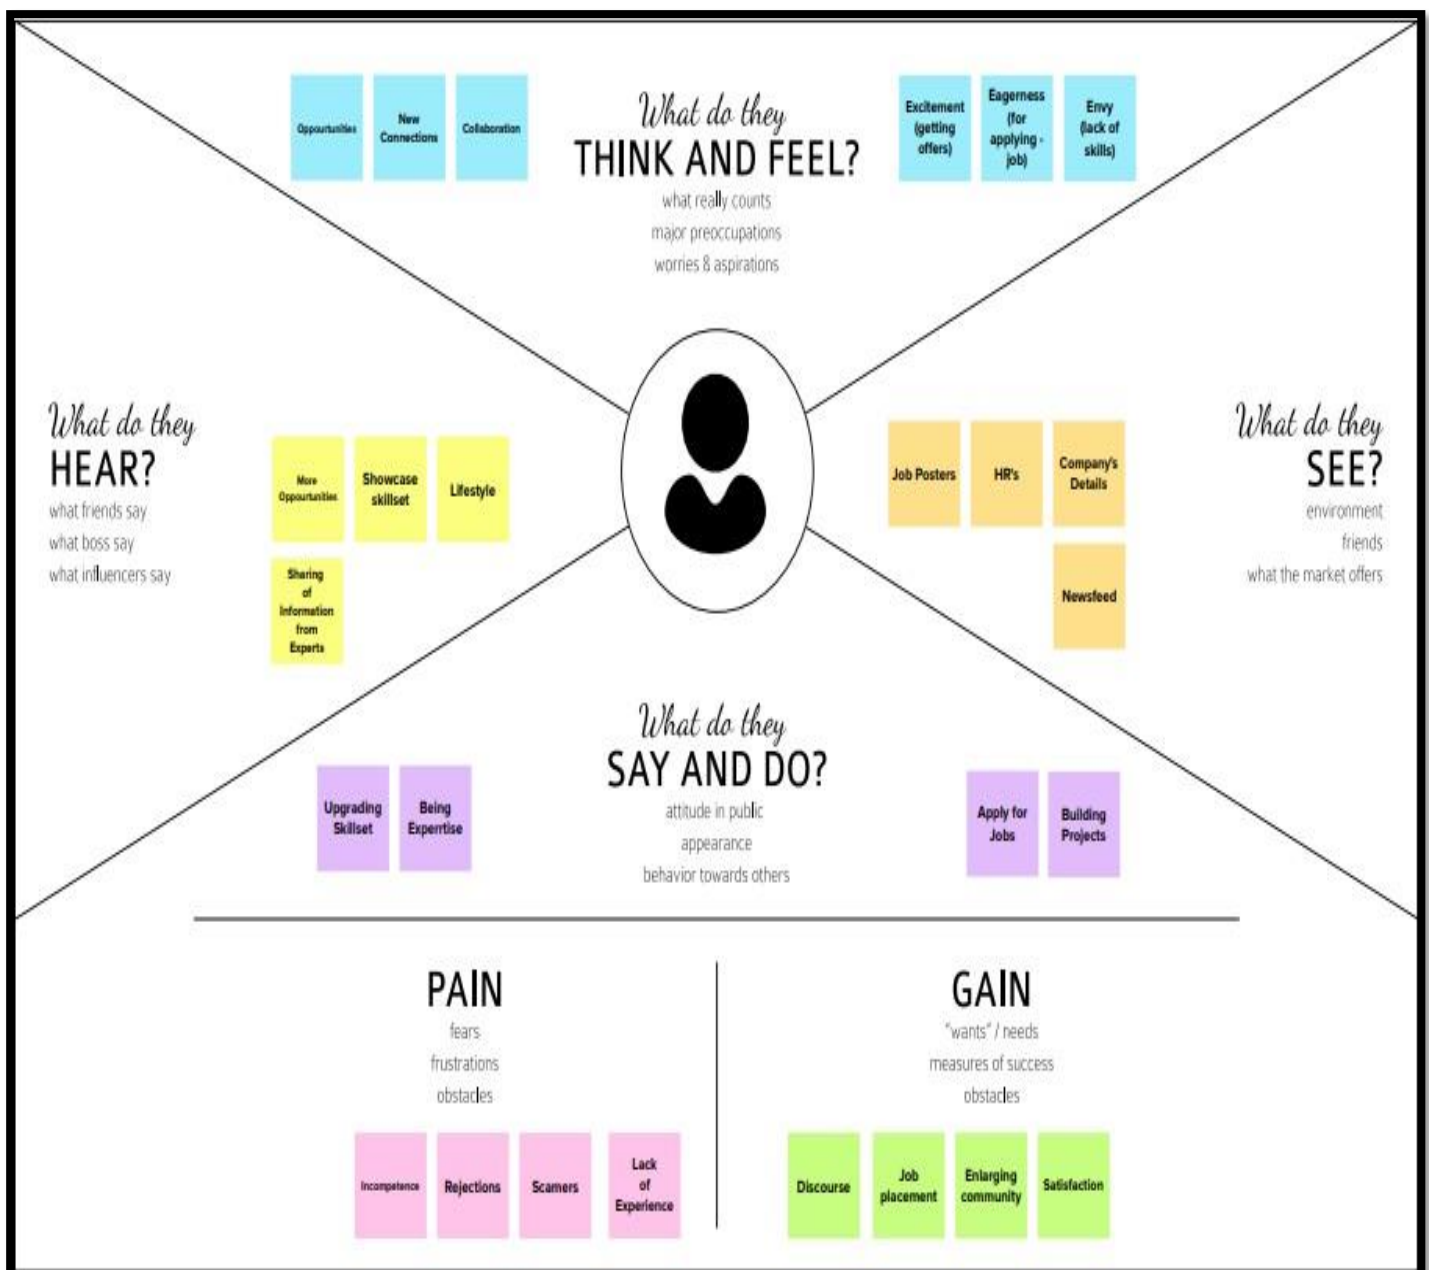 Oppourtunities
New
Connections
Collaboration
What do they
THINK AND FEEL?
what really counts
major preoccupations
worries & aspirations
Excitement
(getting
offers)
Eagerness
(for
applying -
job)
Envy
(lack of
skills)
What do they
HEAR?
what friends say
what boss say
what influencers say
More
Oppourtunities
Showcase
skillset
Lifestyle
Sharing
of
Information
from
Experts
Job Posters
HR's
Company's
Details
Newsfeed
What do they
SEE?
environment
friends
what the market offers
What do they
SAY AND DO?
attitude in public
appearance
behavior towards others
Upgrading
Skillset
Being
Experrtise
Apply for
Jobs
Building
Projects
PAIN
fears
frustrations
obstacles
Incompetence
Rejections
Scamers
Lack
of
Experience
GAIN
"wants" / needs
measures of success
obstacles
Discourse
Job
placement
Enlarging
community
Satisfaction